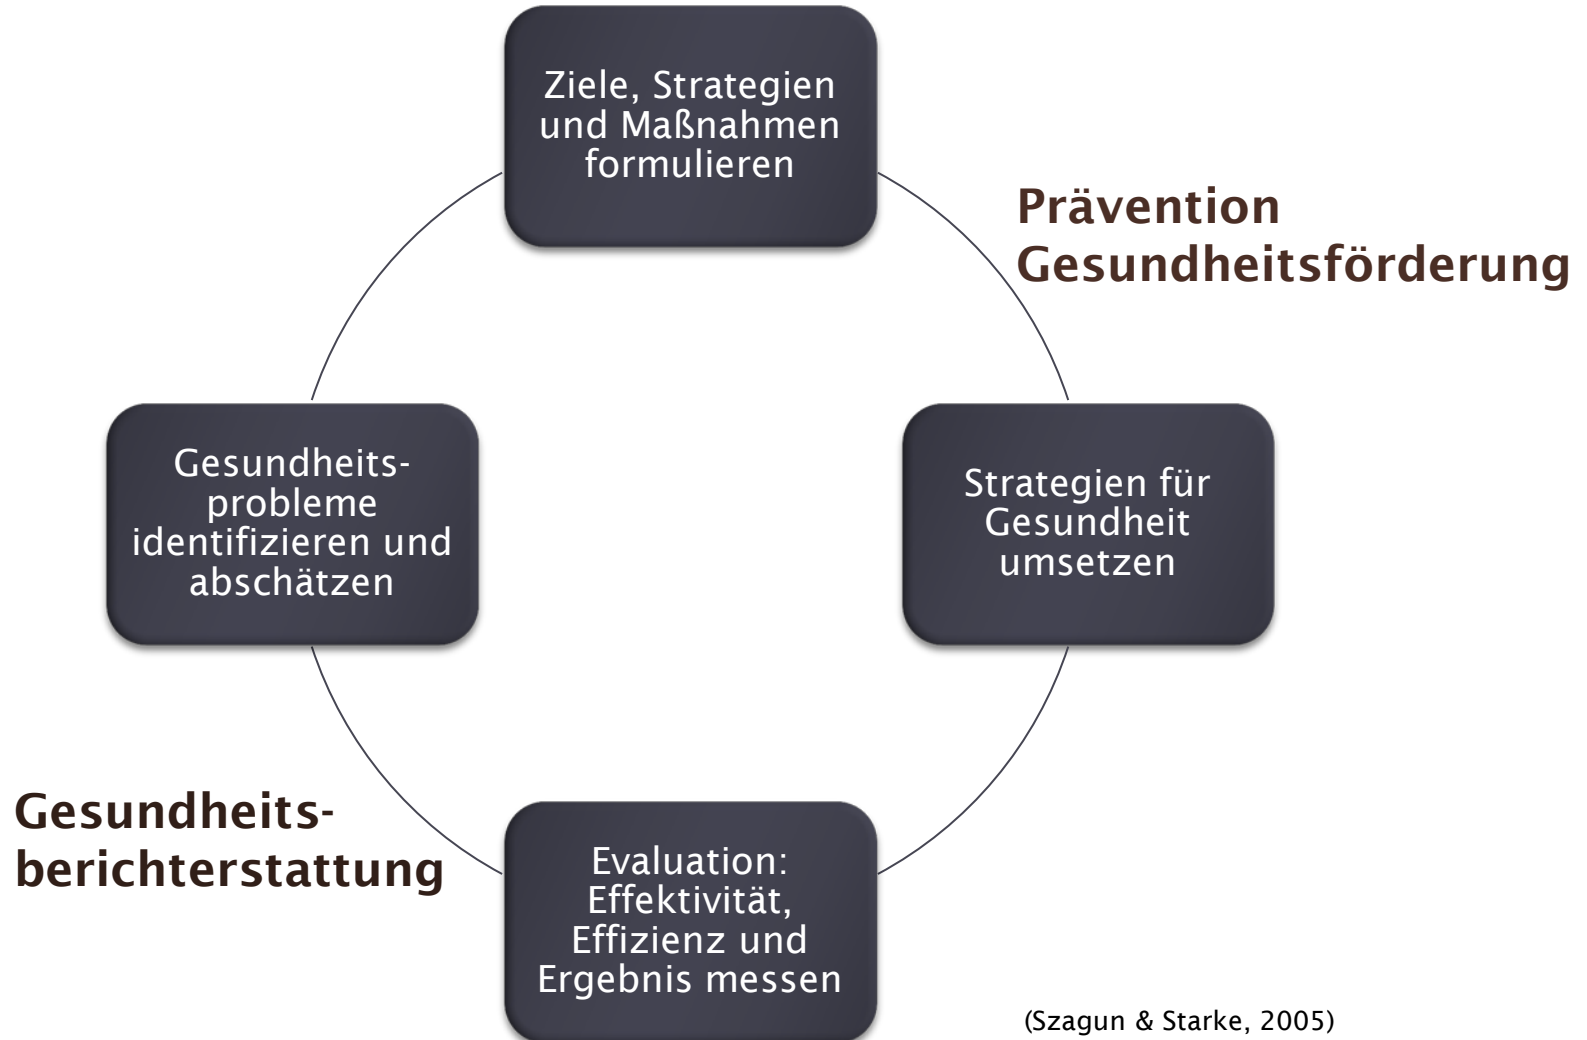 Ziele, Strategien
und Maßnahmen
formulieren
Prävention
Gesundheitsförderung
Gesundheits-
probleme
identifizieren und
abschätzen
Strategien für
Gesundheit
umsetzen
Gesundheits-
berichterstattung
Evaluation:
Effektivität,
Effizienz und
Ergebnis messen
(Szagun & Starke, 2005)